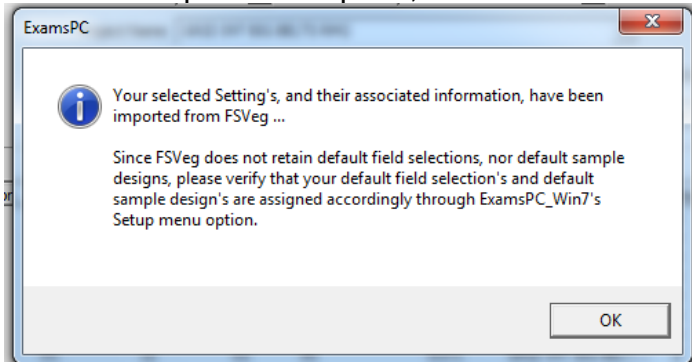 ExamsPC
Your selected Setting's, and their associated information, have been
imported from FSVeg ...
Since FSVeg does not retain default field selections, nor default sample
designs, please verify that your default field selection's and default
sample design's are assigned accordingly through ExamsPC_Win7's
Setup menu option.
OK